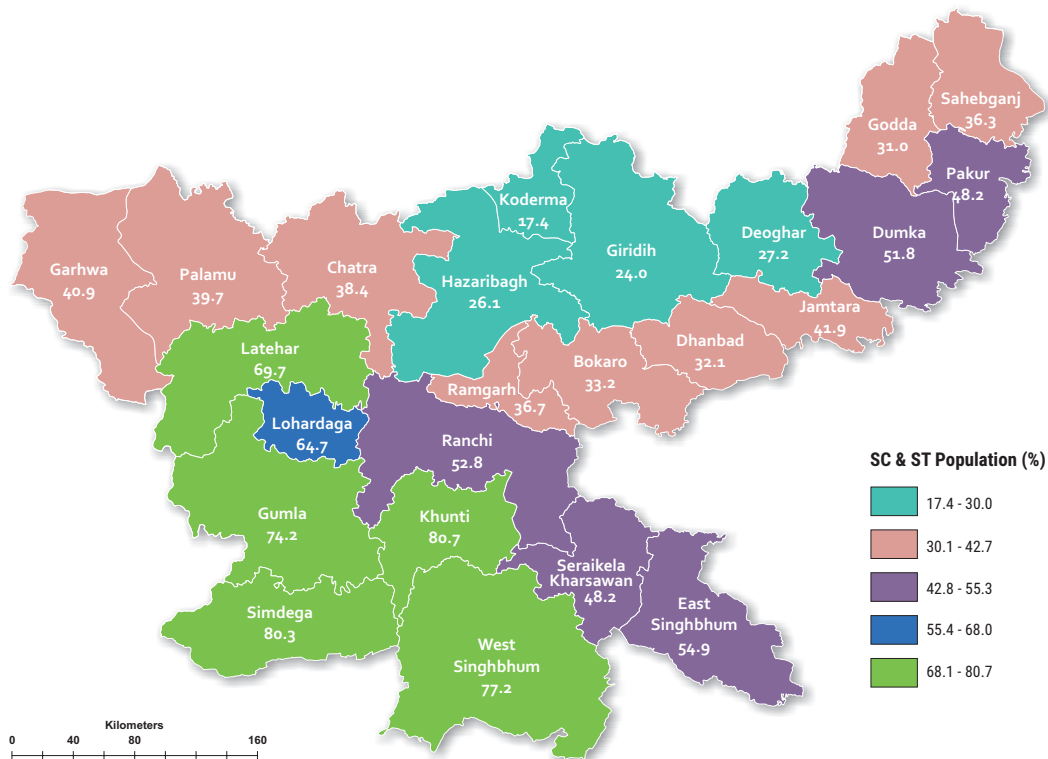 Sahebganj
36.3
Godda
31.0
Pakur
48.2
Koderma
17.4
Deoghar
27.2
Dumka
51.8
Giridih
24.0
Garhwa
40.9
Palamu
39.7
Chatra
38.4
Hazaribagh
26.1
Jamtara
41.9
Dhanbad
32.1
Latehar
69.7
Bokaro
33.2
Ramgarh
36.7
Lohardaga
64.7
Ranchi
52.8
Gumla
74.2
Khunti
80.7
Seraikela
Kharsawan
48.2
Simdega
80.3
East
Singhbhum
54.9
West
Singhbhum
77.2
SC & ST Population (%)
17.4 - 30.0
30.1 - 42.7
42.8 - 55.3
55.4 - 68.0
68.1 - 80.7
Kilometers
0 40 80 160